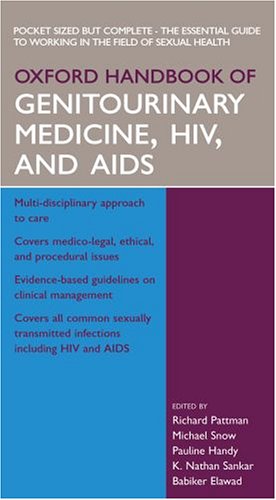 POCKET SIZED BUT COMPLETE - THE ESSENTIAL GUIDE
TO WORKING IN THE FIELD OF SEXUAL HEALTH
OXFORD HANDBOOK OF
GENITOURINARY
MEDICINE, HIV,
AND AIDS
Multi-disciplinary approach
to care
Covers medico-legal, ethical,
and procedural issues
Evidence-based guidelines on
clinical management
Covers all common sexually
transmitted infections
including HIV and AIDS
EDITED BY
Richard Pattman
Michael Snow
Pauline Handy
K. Nathan Sankar
Babiker Elawad